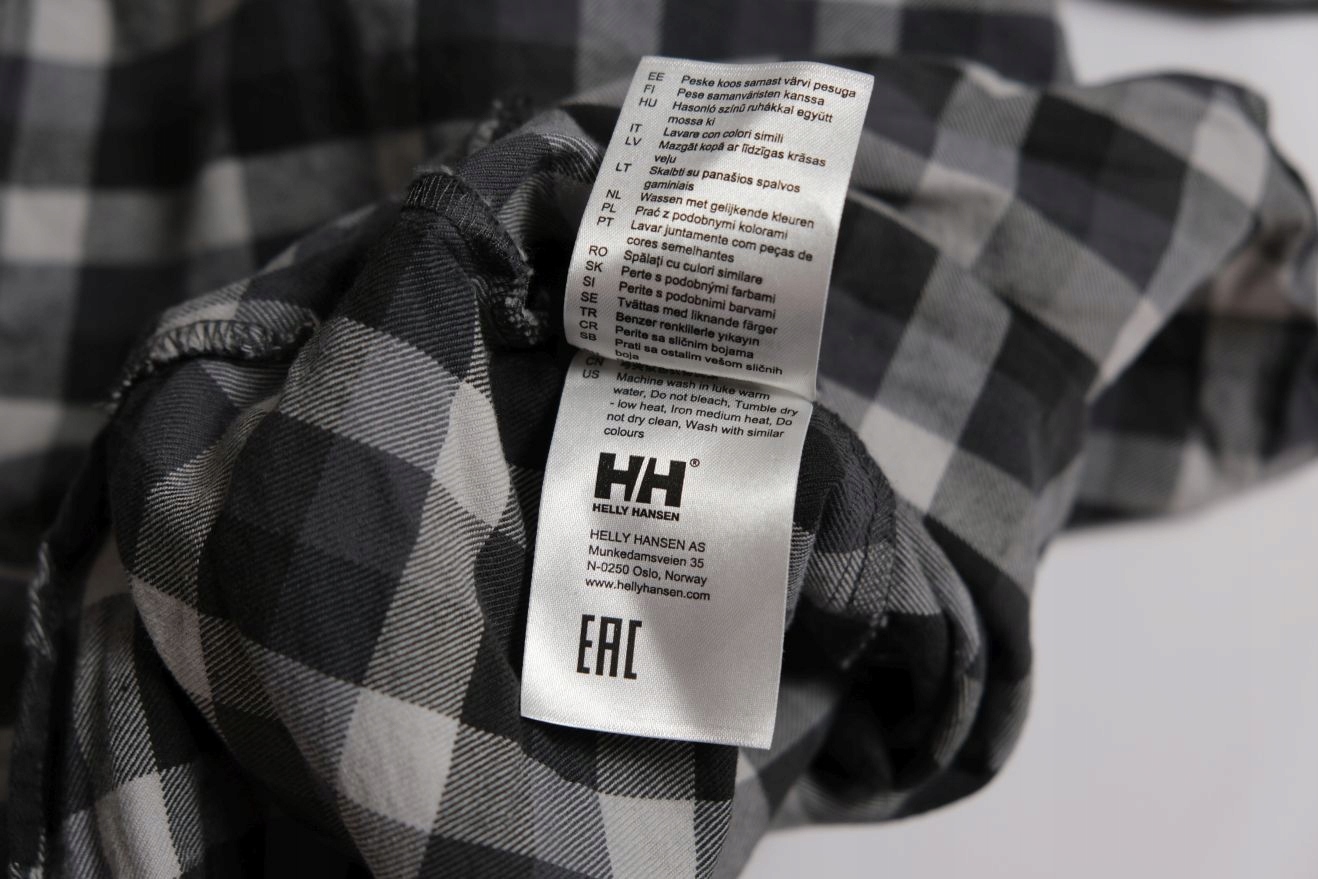 EE Peske koos samast värvi pesuga
FI Pese samanväristen kanssa
HU Hasonló színű ruhákkal együtt
mossa ki
IT Lavare con colori simili
LV Mazgāt kopā ar līdzīgas krāsas
veļu
LT Skalbti su panašios spalvos
gaminiais
NL Wassen met gelijkende kleuren
PL Prać z podobnymi kolorami
PT Lavar juntamente com peças de
cores semelhantes
RO Spălați cu culori similare
SK Perte s podobnými farbami
SI Perite s podobnimi barvami
SE Tvättas med liknande färger
TR Benzer renklilerle yıkayın
CR Perite sa sličnim bojama
SB Prati sa ostalim vešom sličnih
boja
CN
US Machine wash in luke warm
water, Do not bleach, Tumble dry
- low heat, Iron medium heat, Do
not dry clean, Wash with similar
colours
HH®
HELLY HANSEN
HELLY HANSEN AS
Munkedamsveien 35
N-0250 Oslo, Norway
www.hellyhansen.com
EAC